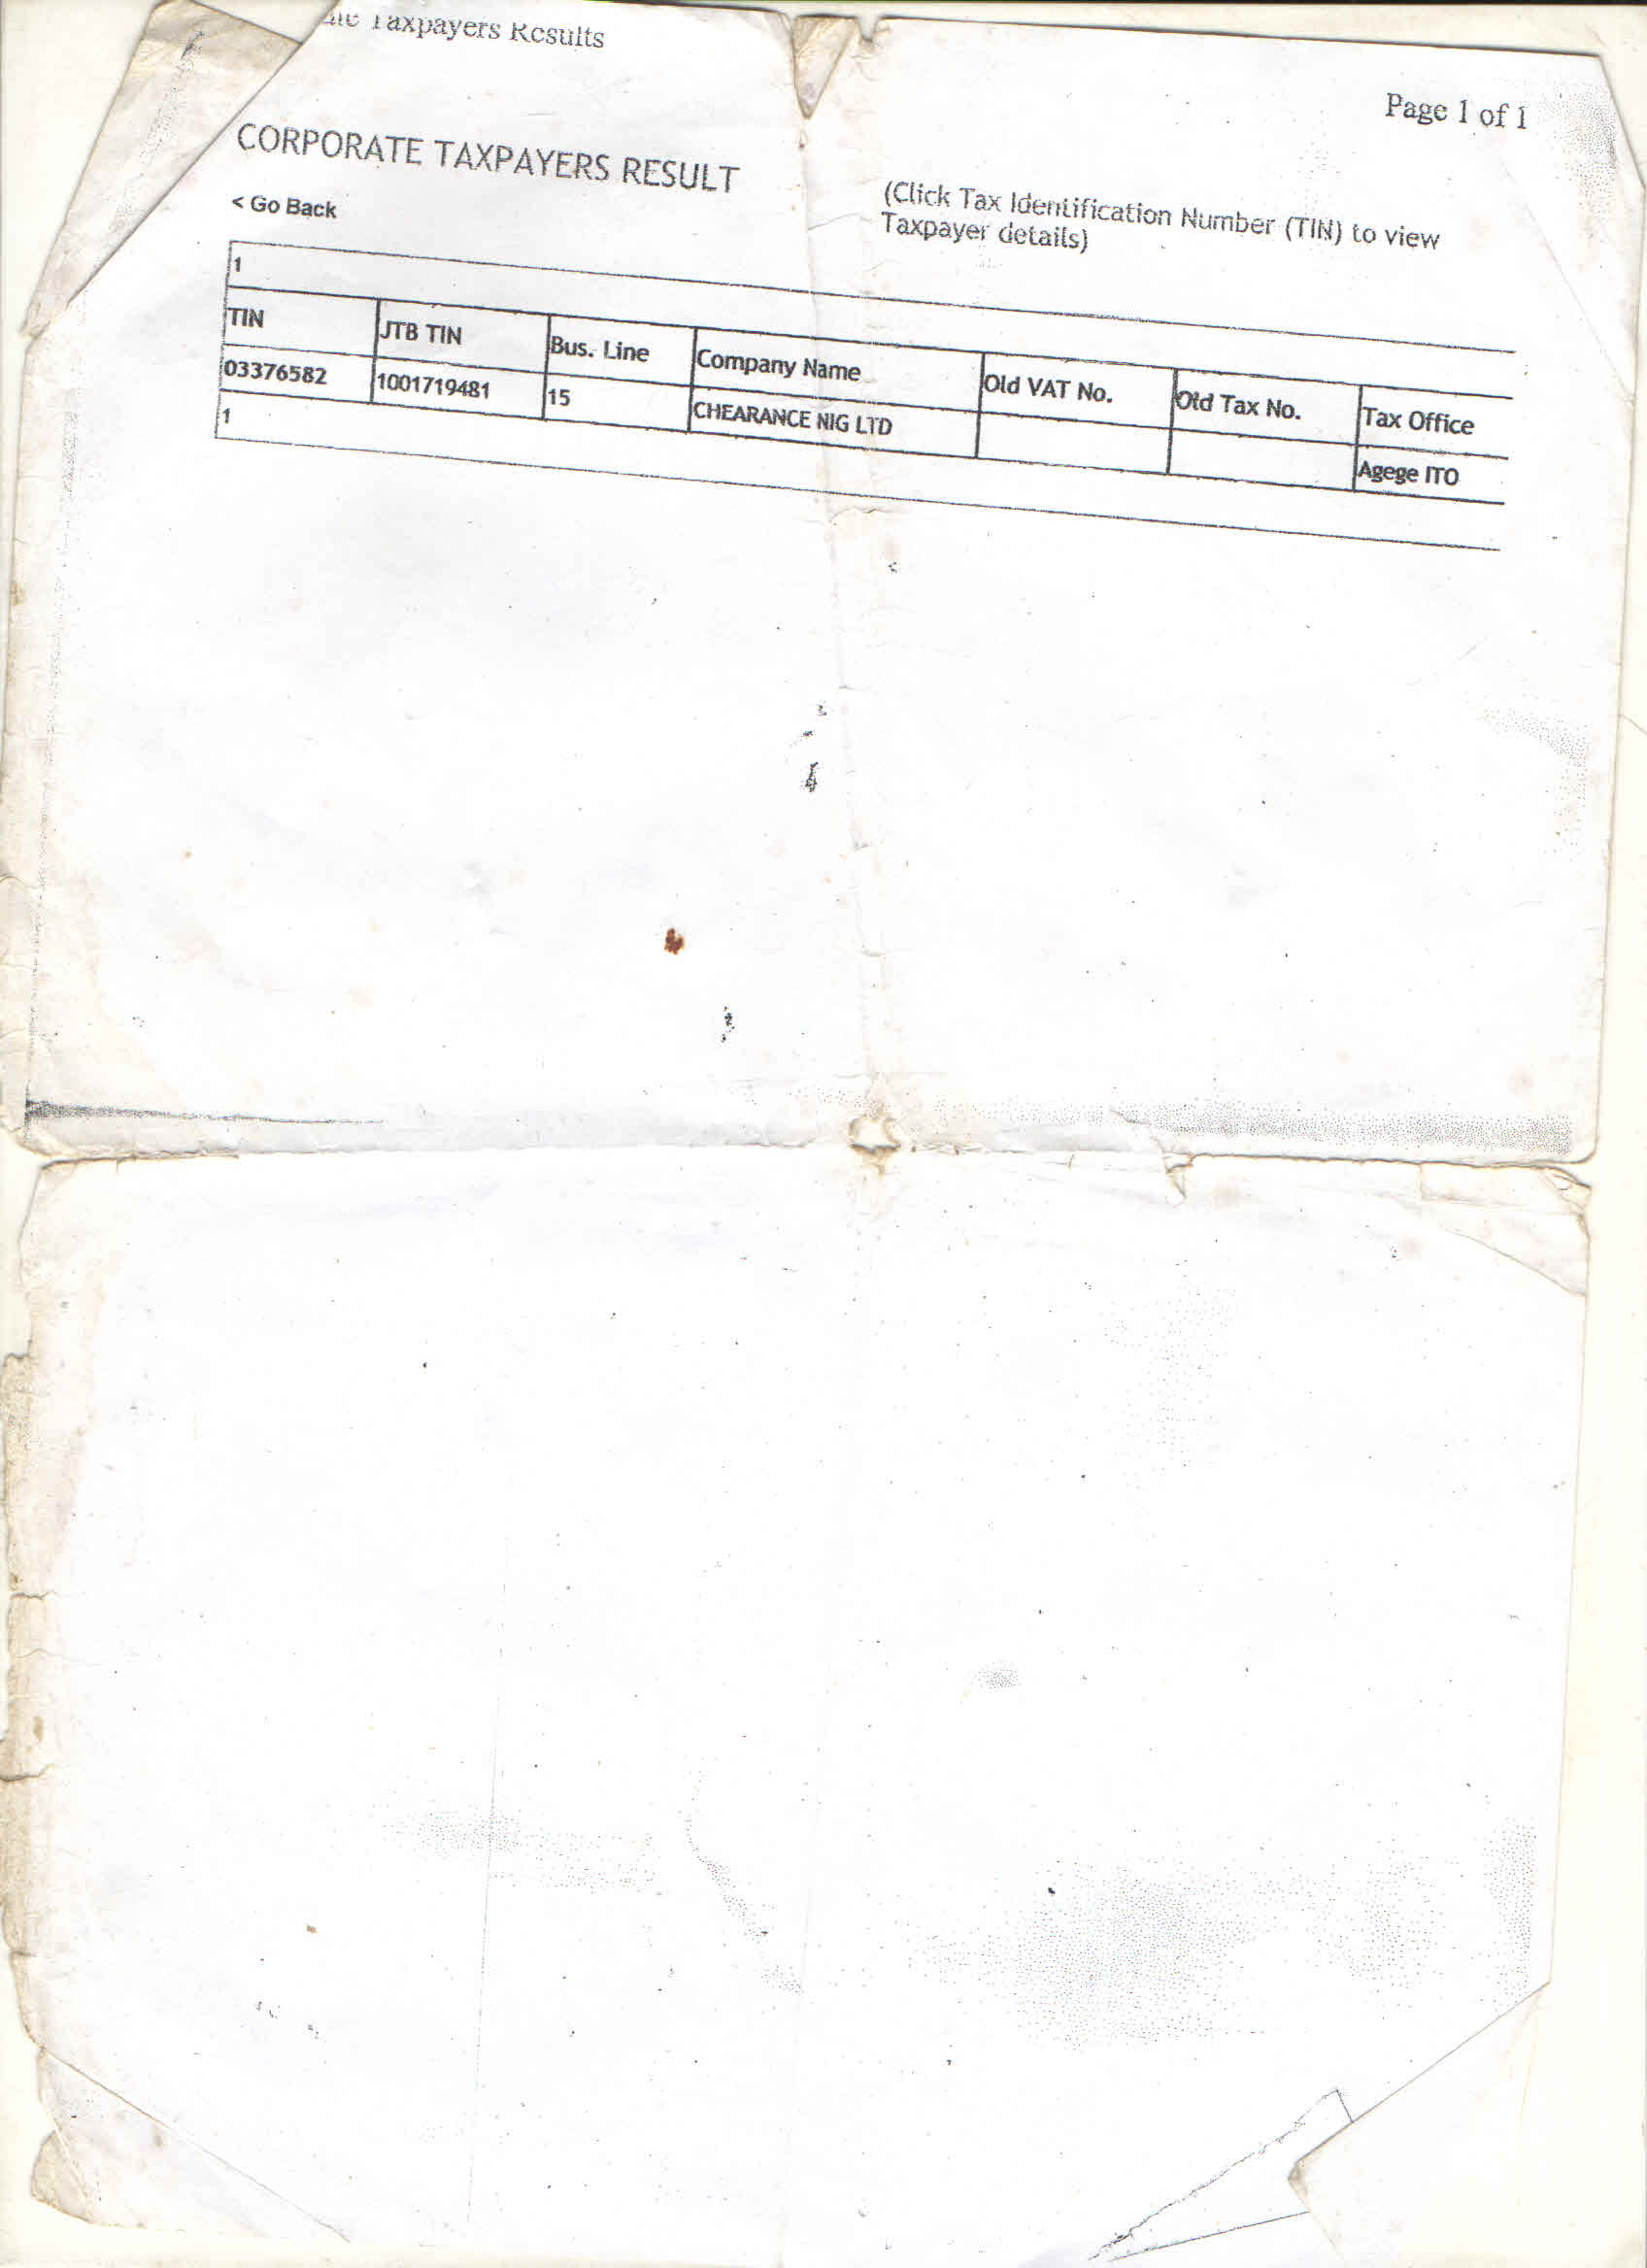 Taxpayers Results
Page 1 of 1
CORPORATE TAXPAYERS RESULT
(Click Tax Identification Number (TIN) to view
Taxpayer details)
< Go Back
1
TIN JTB TIN Bus. Line Company Name Old VAT No. Old Tax No. Tax Office
03376582 1001719481 15 CHEARANCE NIG LTD Agege ITO
1